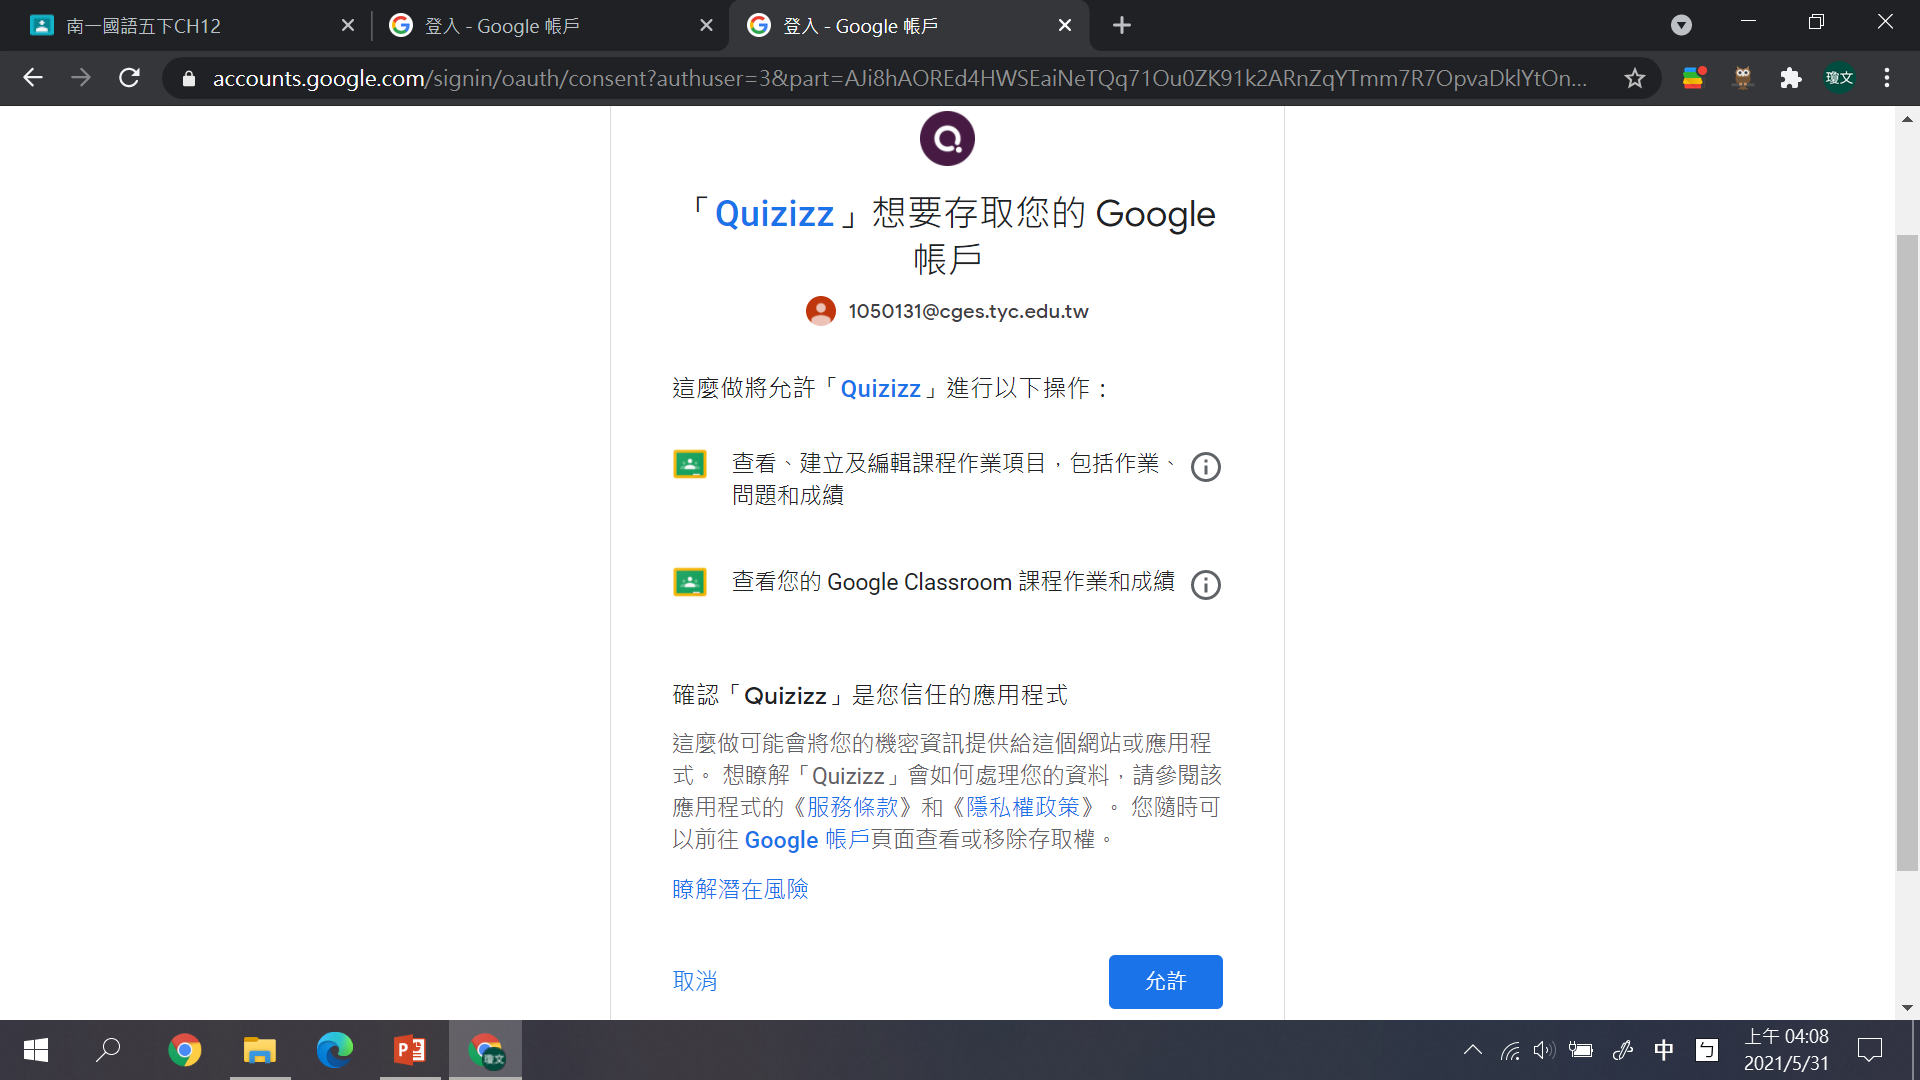 南一國語五下CH12
登入 - Google 帳戶
登入 - Google 帳戶
accounts.google.com/signin/oauth/consent?authuser=3&part=AJi8hAOREd4HWSEaiNeTQq71Ou0ZK91k2ARnZqYTmm7R7OpvaDklYtOn...
瓊文
「Quizizz」想要存取您的 Google
帳戶
1050131@cges.tyc.edu.tw
這麼做將允許「Quizizz」進行以下操作：
查看、建立及編輯課程作業項目，包括作業、
問題和成績
查看您的 Google Classroom 課程作業和成績
確認「Quizizz」是您信任的應用程式
這麼做可能會將您的機密資訊提供給這個網站或應用程
式。 想瞭解「Quizizz」會如何處理您的資料，請參閱該
應用程式的《服務條款》和《隱私權政策》。 您隨時可
以前往 Google 帳戶頁面查看或移除存取權。
瞭解潛在風險
取消
允許
瓊文
中
ㄅ
上午 04:08
2021/5/31